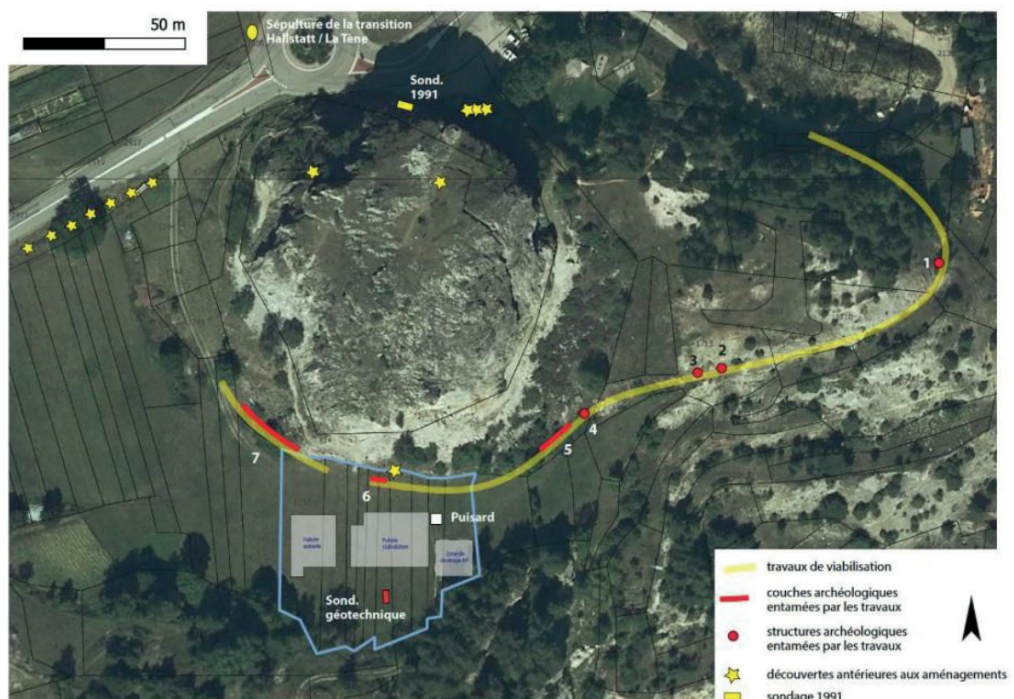 50 m
Sépulture de la transition
Hallstatt / La Tène
Sond.
1991
1
2
3
4
5
6
7
Puisard
Sond.
géotechnique
travaux de viabilisation
couches archéologiques
entamées par les travaux
structures archéologiques
entamées par les travaux
découvertes antérieures aux aménagements
sondage 1991